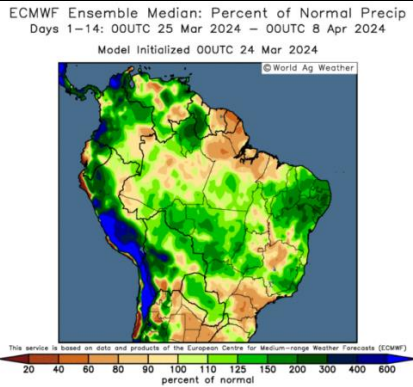 ECMWF Ensemble Median: Percent of Normal Precip
Days 1-14: 00UTC 25 Mar 2024 - 00UTC 8 Apr 2024
Model Initialized 00UTC 24 Mar 2024
© World Ag Weather
This service is based on data and products of the European Centre for Medium-range Weather Forecasts (ECMWF)
20 40 60 80 90 100 110 125 150 200 300 400 600
percent of normal